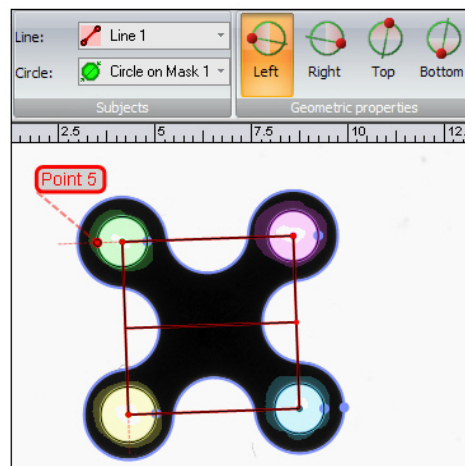 Line: Line 1
Circle: Circle on Mask 1
Left Right Top Bottom
Subjects Geometric properties
2.5 5 7.5 10 12.
Point 5